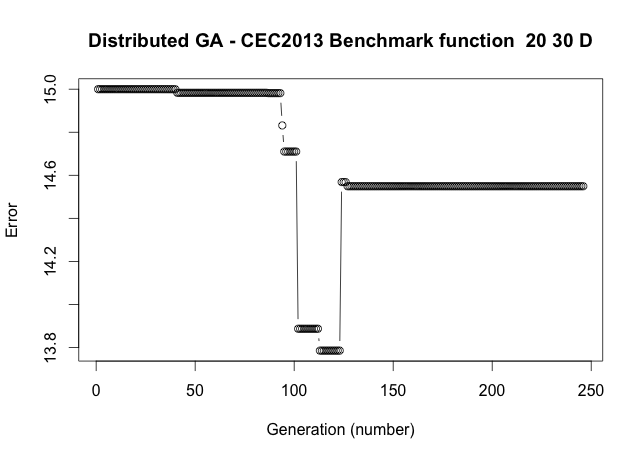 Distributed GA - CEC2013 Benchmark function  20 30 D
15.0
14.6
14.2
13.8
Error
0 50 100 150 200 250
Generation (number)